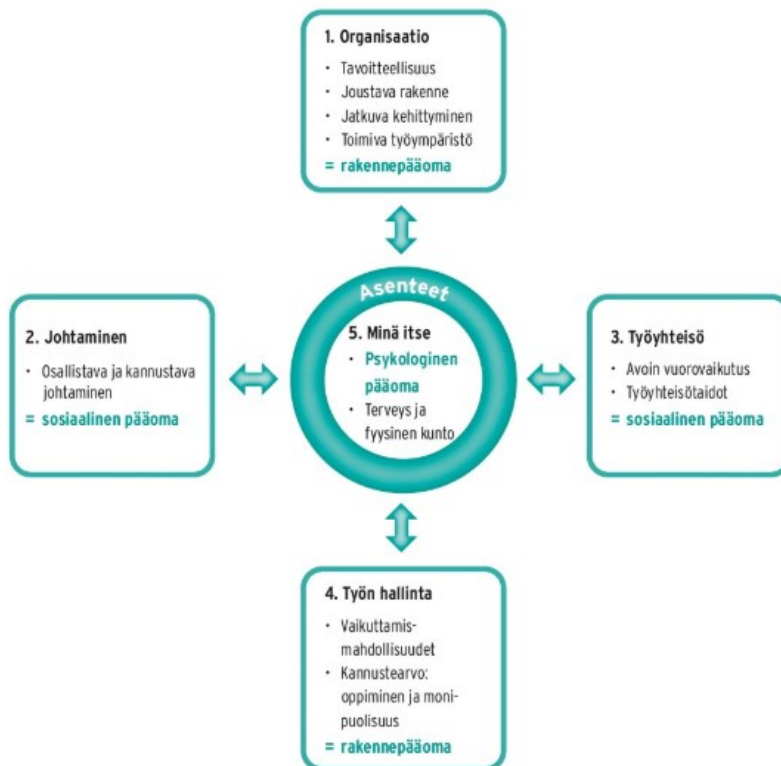 1. Organisaatio
• Tavoitteellisuus
• Joustava rakenne
• Jatkuva kehittyminen
• Toimiva työympäristö
= rakennepääoma
2. Johtaminen
• Osallistava ja kannustava
johtaminen
= sosiaalinen pääoma
Asenteet
5. Minä itse
• Psykologinen
pääoma
• Terveys ja
fyysinen kunto
3. Työyhteisö
• Avoin vuorovaikutus
• Työyhteisötaidot
= sosiaalinen pääoma
4. Työn hallinta
• Vaikuttamis-
mahdollisuudet
• Kannustearvo:
oppiminen ja moni-
puolisuus
= rakennepääoma